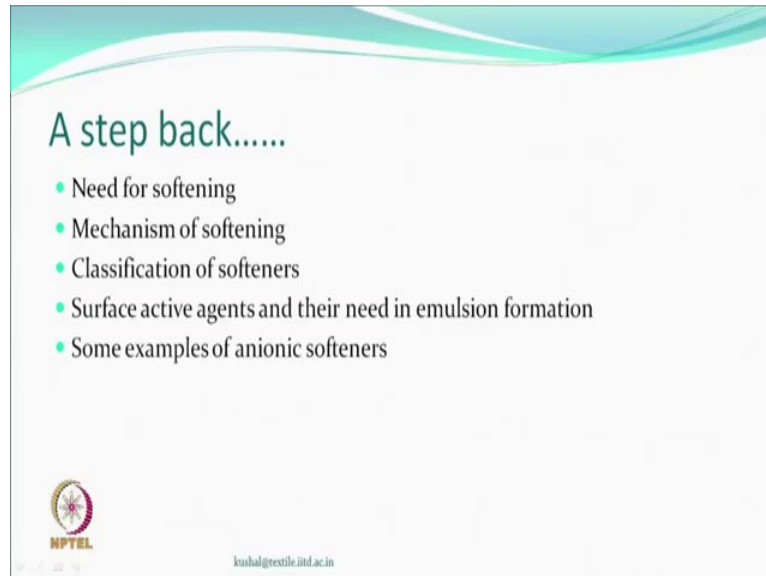 A step back......
• Need for softening
• Mechanism of softening
• Classification of softeners
• Surface active agents and their need in emulsion formation
• Some examples of anionic softeners
NPTEL
kushal@textile.iitd.ac.in